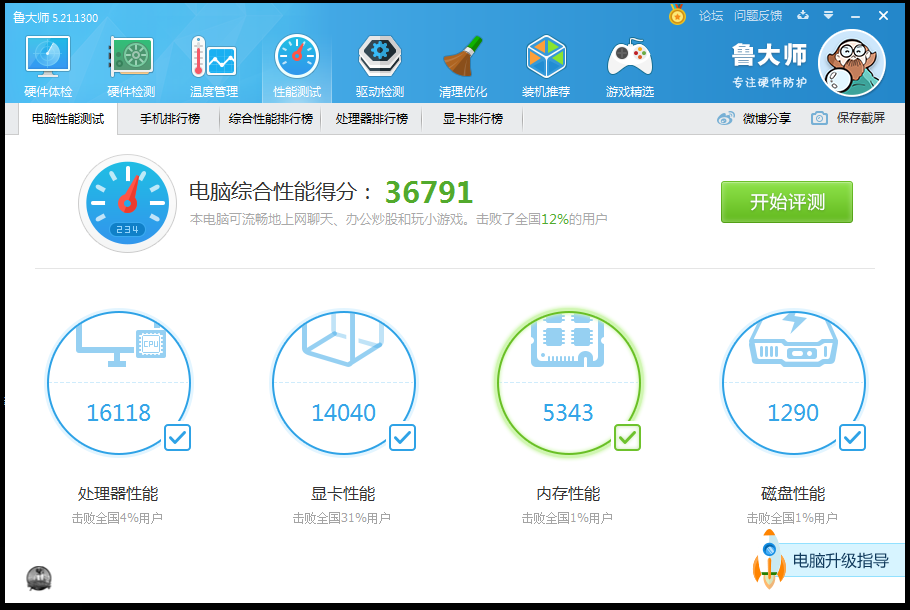 鲁大师 5.21.1300
论坛 问题反馈
硬件体检 硬件检测 温度管理 性能测试 驱动检测 清理优化 装机推荐 游戏精选
鲁大师
专注硬件防护
电脑性能测试 手机排行榜 综合性能排行榜 处理器排行榜 显卡排行榜 微博分享 保存截屏
电脑综合性能得分： 36791
本电脑可流畅地上网聊天、办公炒股和玩小游戏。击败了全国12%的用户
开始评测
234
CPU
16118 14040 5343 1290
处理器性能 显卡性能 内存性能 磁盘性能
击败全国4%用户 击败全国31%用户 击败全国1%用户 击败全国1%用户
电脑升级指导